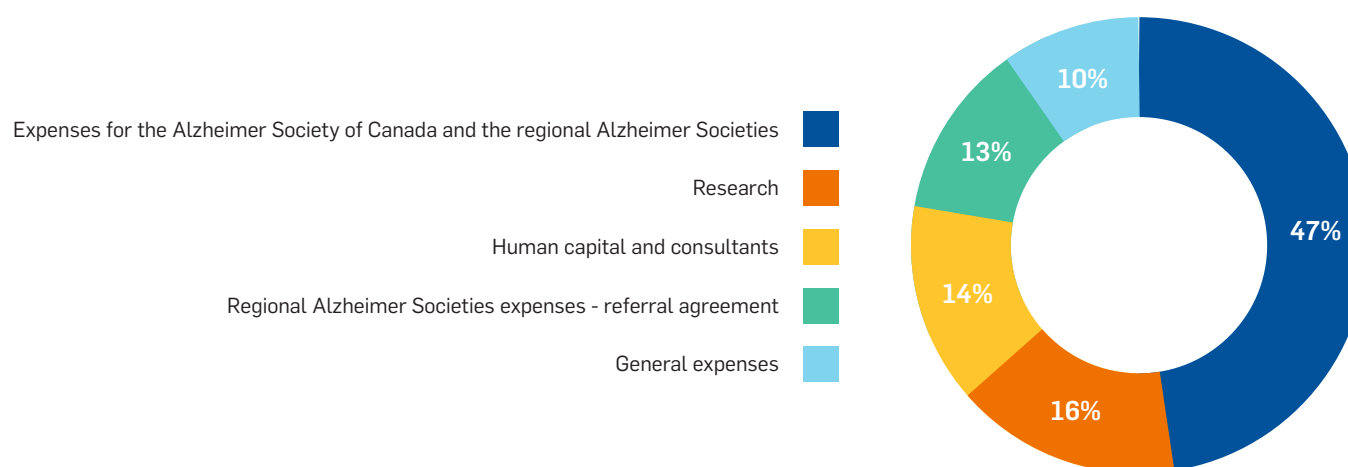 Expenses for the Alzheimer Society of Canada and the regional Alzheimer Societies
Research
Human capital and consultants
Regional Alzheimer Societies expenses - referral agreement
General expenses
10%
13%
47%
14%
16%